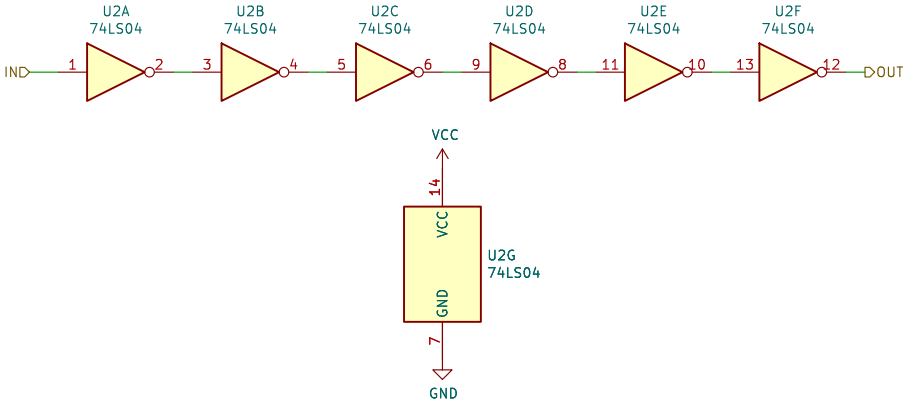 U2A
74LS04
U2B
74LS04
U2C
74LS04
U2D
74LS04
U2E
74LS04
U2F
74LS04
IN
1
2
3
4
5
6
9
8
11
10
13
12
OUT
VCC
14
VCC
U2G
74LS04
GND
7
GND